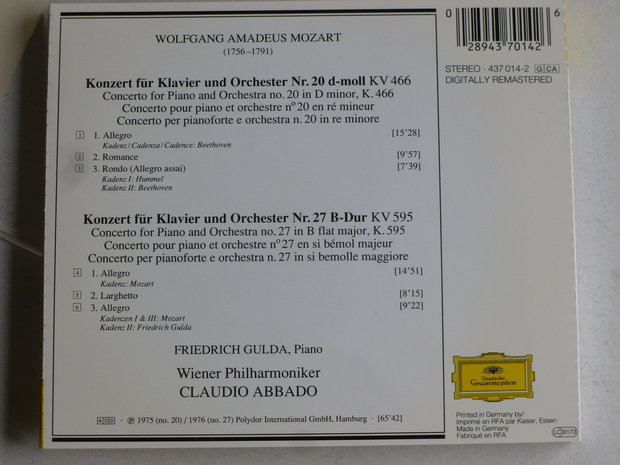 WOLFGANG AMADEUS MOZART
(1756–1791)
Konzert für Klavier und Orchester Nr. 20 d-moll KV 466
Concerto for Piano and Orchestra no. 20 in D minor, K. 466
Concerto pour piano et orchestre nº 20 en ré mineur
Concerto per pianoforte e orchestra n. 20 in re minore
1 1. Allegro [15'28]
Kadenz/Cadenza/Cadence: Beethoven
2 2. Romance [9'57]
3 3. Rondo (Allegro assai) [7'39]
Kadenz I: Hummel
Kadenz II: Beethoven
Konzert für Klavier und Orchester Nr. 27 B-Dur KV 595
Concerto for Piano and Orchestra no. 27 in B flat major, K. 595
Concerto pour piano et orchestre nº 27 en si bémol majeur
Concerto per pianoforte e orchestra n. 27 in si bemolle maggiore
4 1. Allegro [14'51]
Kadenz: Mozart
5 2. Larghetto [8'15]
6 3. Allegro [9'22]
Kadenzen I & III: Mozart
Kadenz II: Friedrich Gulda
FRIEDRICH GULDA, Piano
Wiener Philharmoniker
CLAUDIO ABBADO
ADD · ℗ 1975 (no. 20) / 1976 (no. 27) Polydor International GmbH, Hamburg · [65'42]
0 28943 70142 6
STEREO · 437 014-2 GCA
DIGITALLY REMASTERED
Deutsche
Grammophon
Printed in Germany by/
Imprimé en RFA par Kaiser, Essen
Made in Germany
Fabriqué en RFA
LC 0173